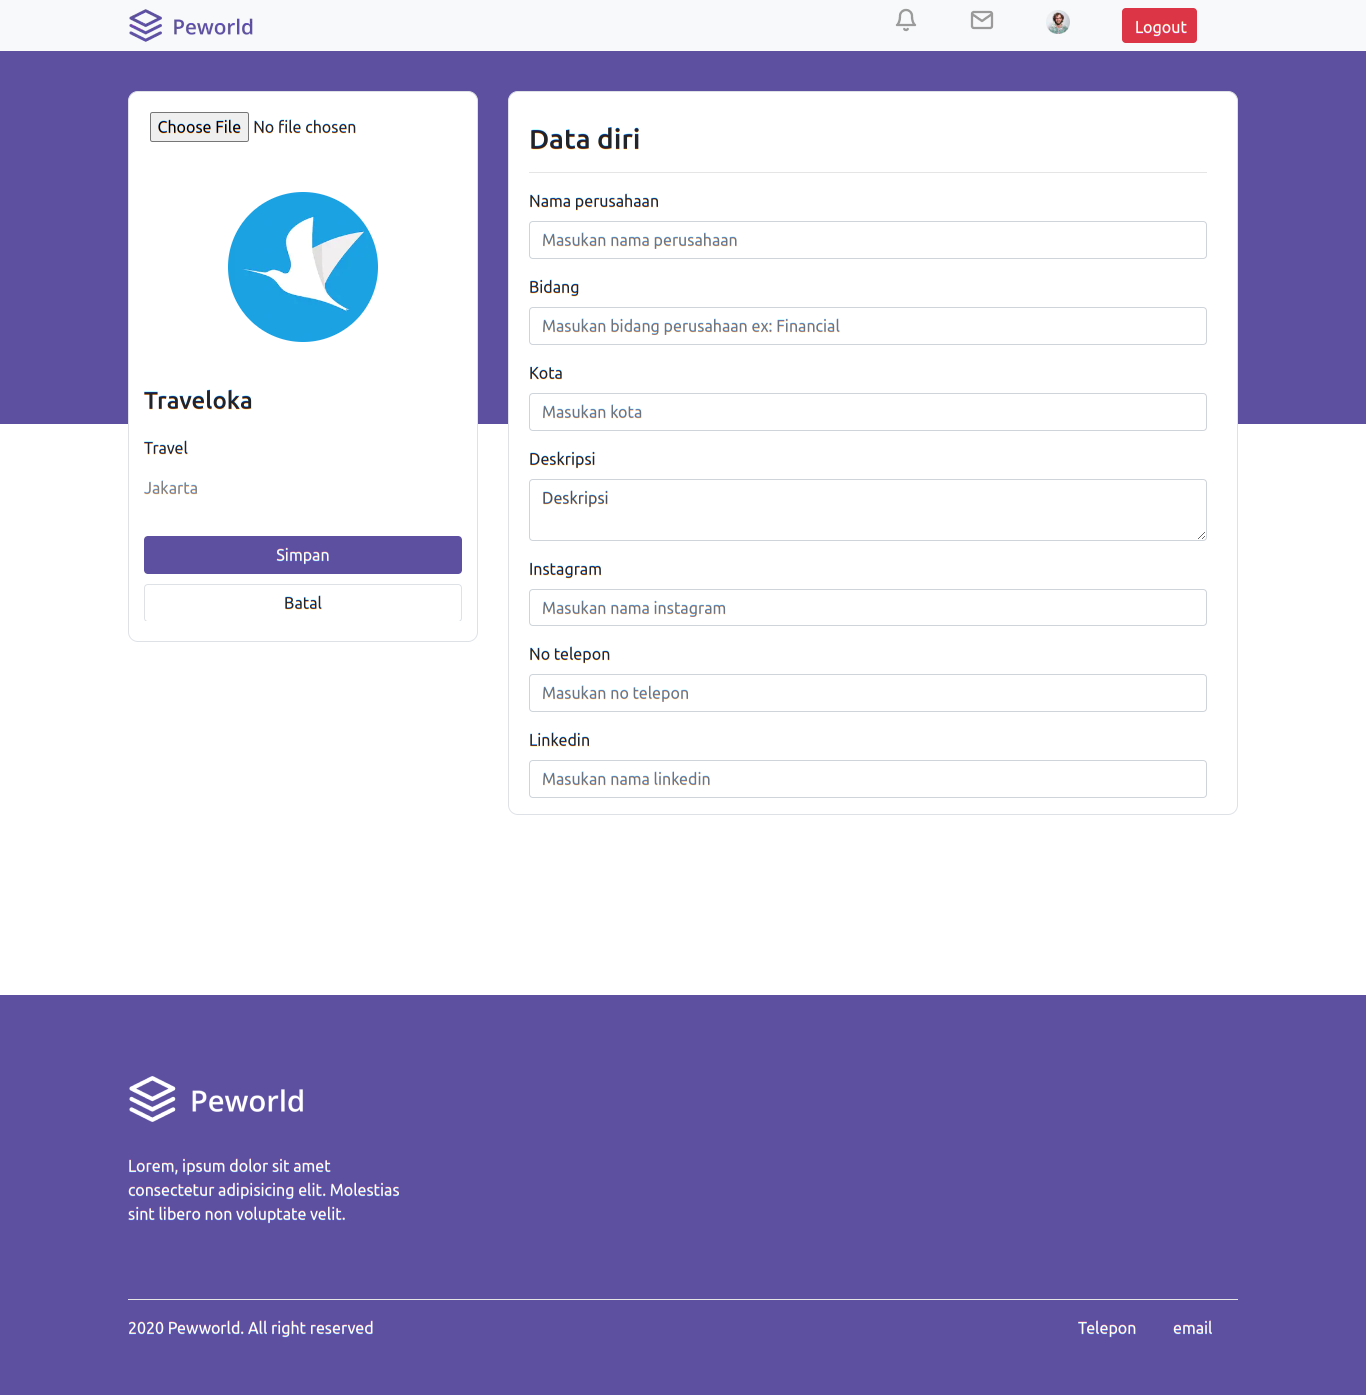 Peworld
Logout
Choose File No file chosen
Traveloka
Travel
Jakarta
Simpan
Batal
Data diri
Nama perusahaan
Masukan nama perusahaan
Bidang
Masukan bidang perusahaan ex: Financial
Kota
Masukan kota
Deskripsi
Deskripsi
Instagram
Masukan nama instagram
No telepon
Masukan no telepon
Linkedin
Masukan nama linkedin
Peworld
Lorem, ipsum dolor sit amet
consectetur adipisicing elit. Molestias
sint libero non voluptate velit.
2020 Pewworld. All right reserved
Telepon
email